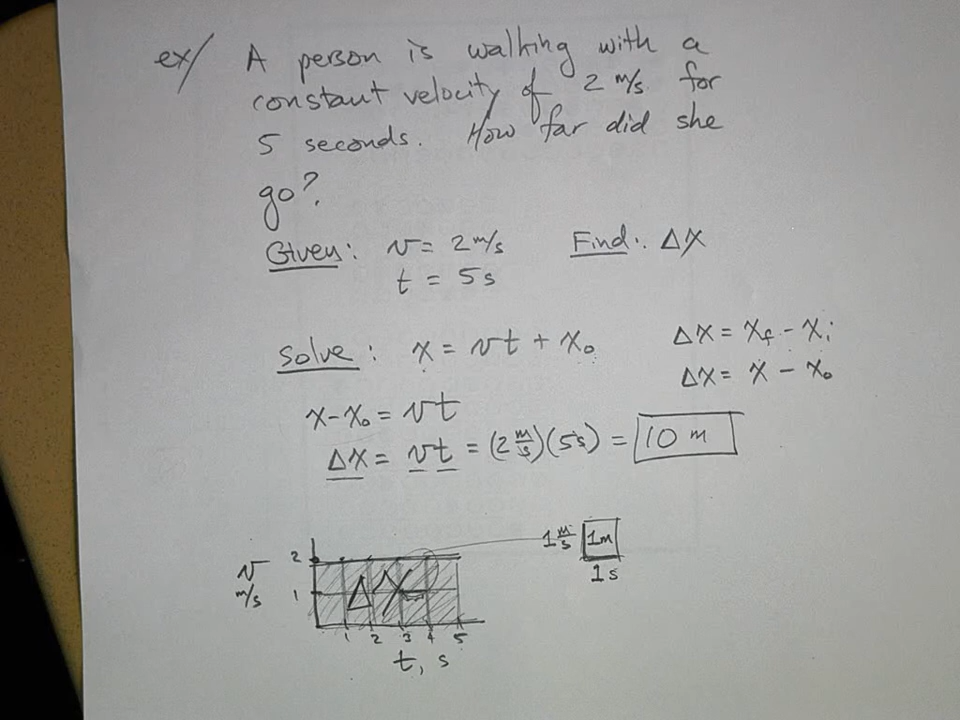 ex/ A person is walking with a
constant velocity of 2 m/s for
5 seconds. How far did she
go?
Given: v = 2 m/s Find: Δx
t = 5 s
Solve: x = vt + x₀
Δx = x_f - x_i
Δx = x - x₀
x - x₀ = vt
Δx = vt = (2 m/s)(5s) = 10 m
v
m/s
2
1
Δx
1 2 3 4 5
t, s
1 m/s 1m
1s